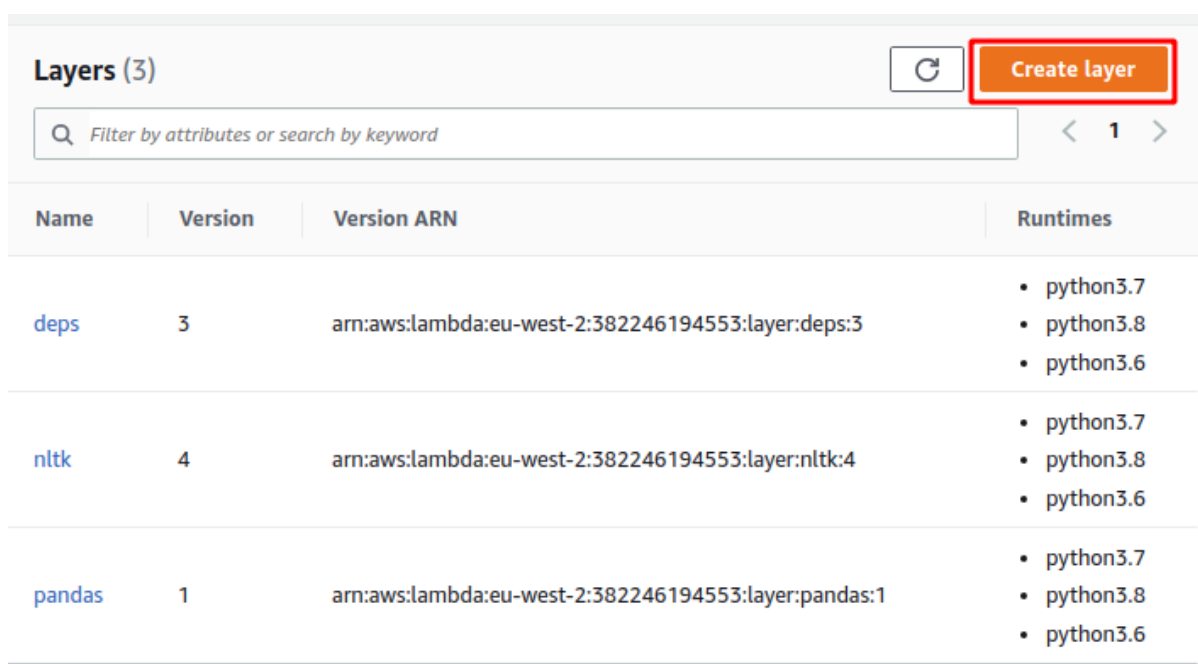 Layers (3)
Create layer
Filter by attributes or search by keyword
1
Name Version Version ARN Runtimes
deps 3 arn:aws:lambda:eu-west-2:382246194553:layer:deps:3
• python3.7
• python3.8
• python3.6
nltk 4 arn:aws:lambda:eu-west-2:382246194553:layer:nltk:4
• python3.7
• python3.8
• python3.6
pandas 1 arn:aws:lambda:eu-west-2:382246194553:layer:pandas:1
• python3.7
• python3.8
• python3.6